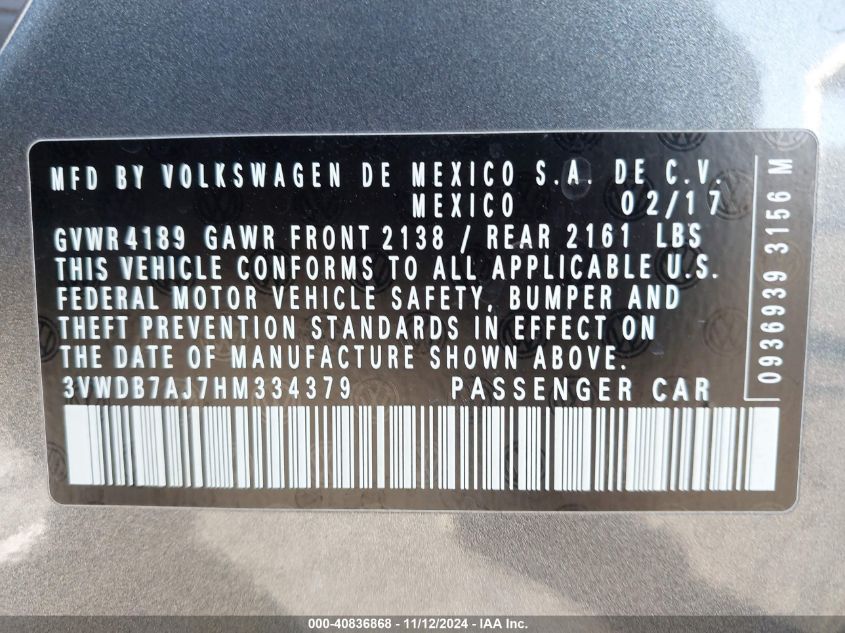 MFD BY VOLKSWAGEN DE MEXICO S.A. DE C.V.
MEXICO 02/17
GVWR4189 GAWR FRONT 2138 / REAR 2161 LBS
THIS VEHICLE CONFORMS TO ALL APPLICABLE U.S.
FEDERAL MOTOR VEHICLE SAFETY, BUMPER AND
THEFT PREVENTION STANDARDS IN EFFECT ON
THE DATE OF MANUFACTURE SHOWN ABOVE.
3VWDB7AJ7HM334379 PASSENGER CAR
0936939 3156 M
000-40836868 - 11/12/2024 - IAA Inc.